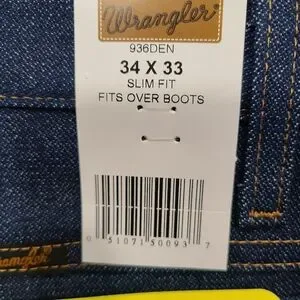 Wrangler
936DEN
34 X 33
SLIM FIT
FITS OVER BOOTS
0 51071 50093 7